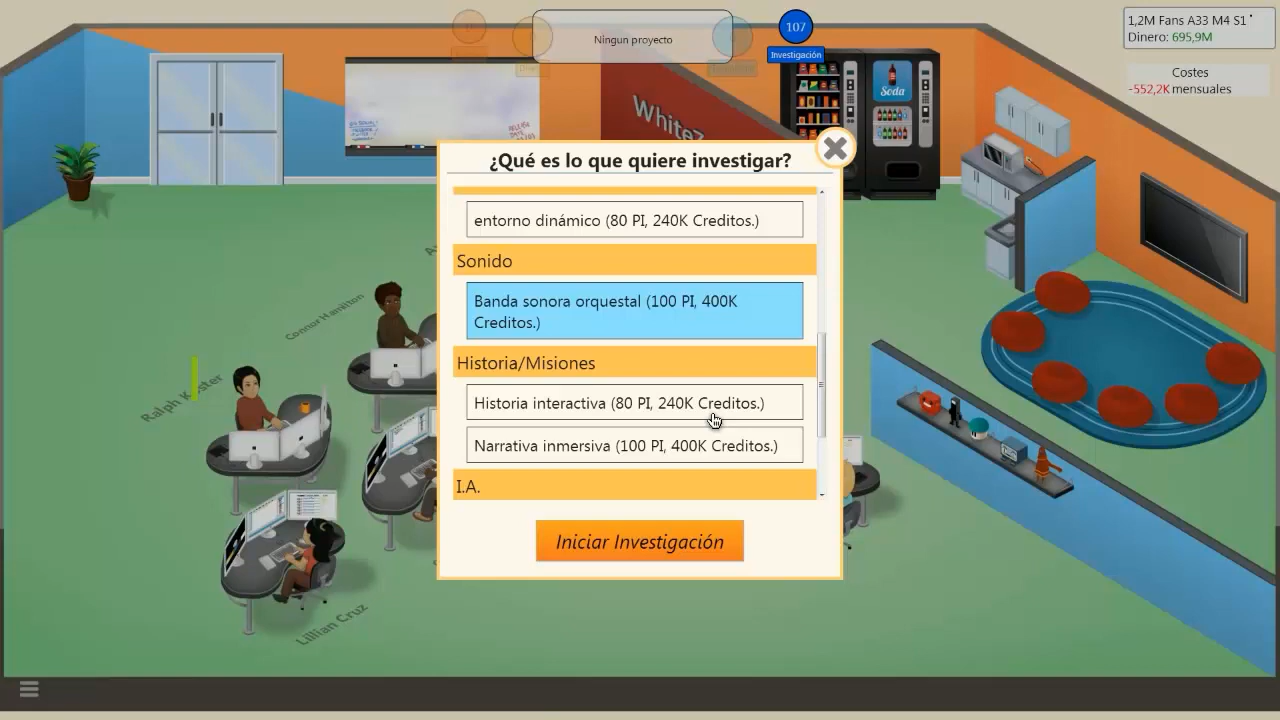 Ningun proyecto
107
Investigación
1,2M Fans A33 M4 S1
Dinero: 695,9M
Costes
-552,2K mensuales
Soda
Whitez
¿Qué es lo que quiere investigar?
entorno dinámico (80 PI, 240K Creditos.)
Sonido
Banda sonora orquestal (100 PI, 400K
Creditos.)
Historia/Misiones
Historia interactiva (80 PI, 240K Creditos.)
Narrativa inmersiva (100 PI, 400K Creditos.)
I.A.
Iniciar Investigación
Connor Hamilton
Ralph Koster
Lillian Cruz